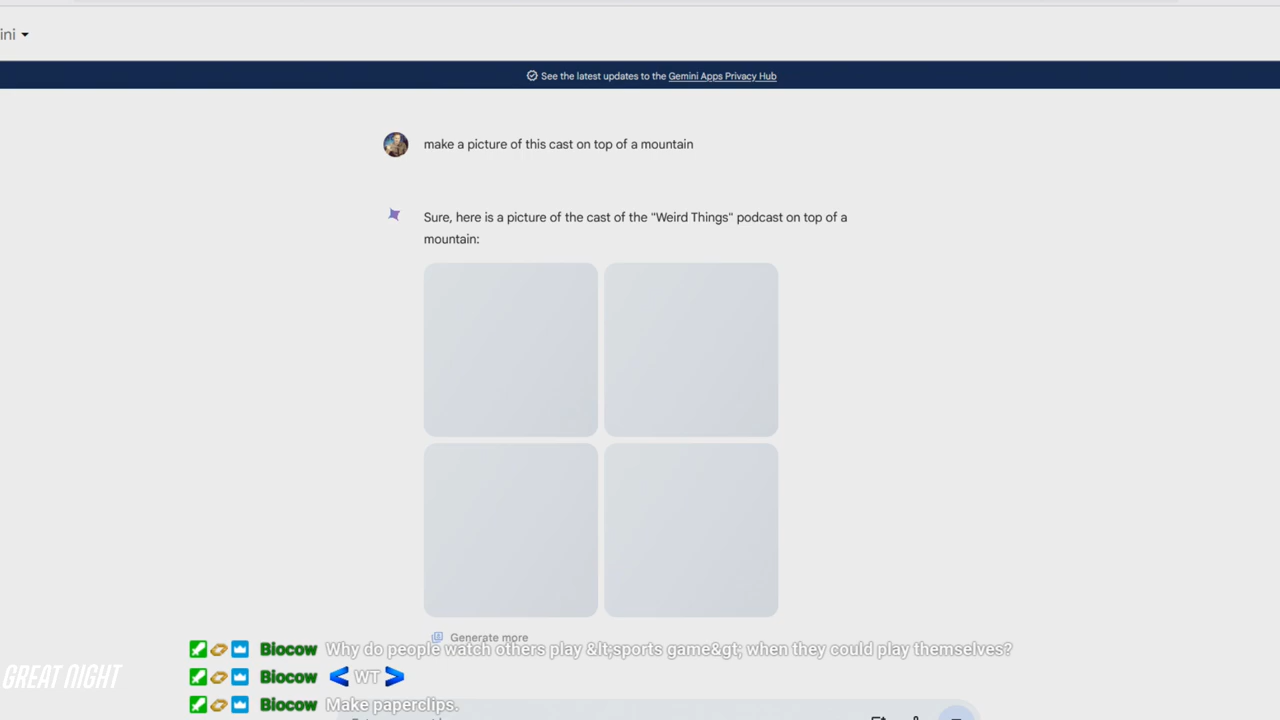 ini
See the latest updates to the Gemini Apps Privacy Hub
make a picture of this cast on top of a mountain
Sure, here is a picture of the cast of the "Weird Things" podcast on top of a
mountain:
Generate more
Biocow Why do people watch others play &lt;sports game&gt; when they could play themselves?
Biocow < WT >
Biocow Make paperclips.
GREAT NIGHT